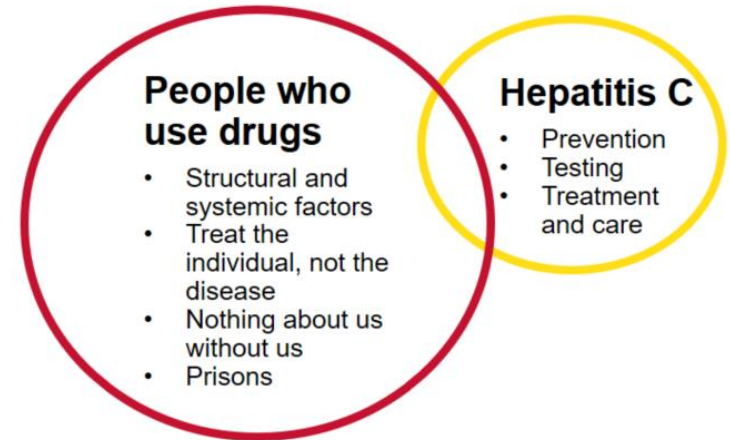 People who
use drugs
• Structural and
systemic factors
• Treat the
individual, not the
disease
• Nothing about us
without us
• Prisons
Hepatitis C
• Prevention
• Testing
• Treatment
and care